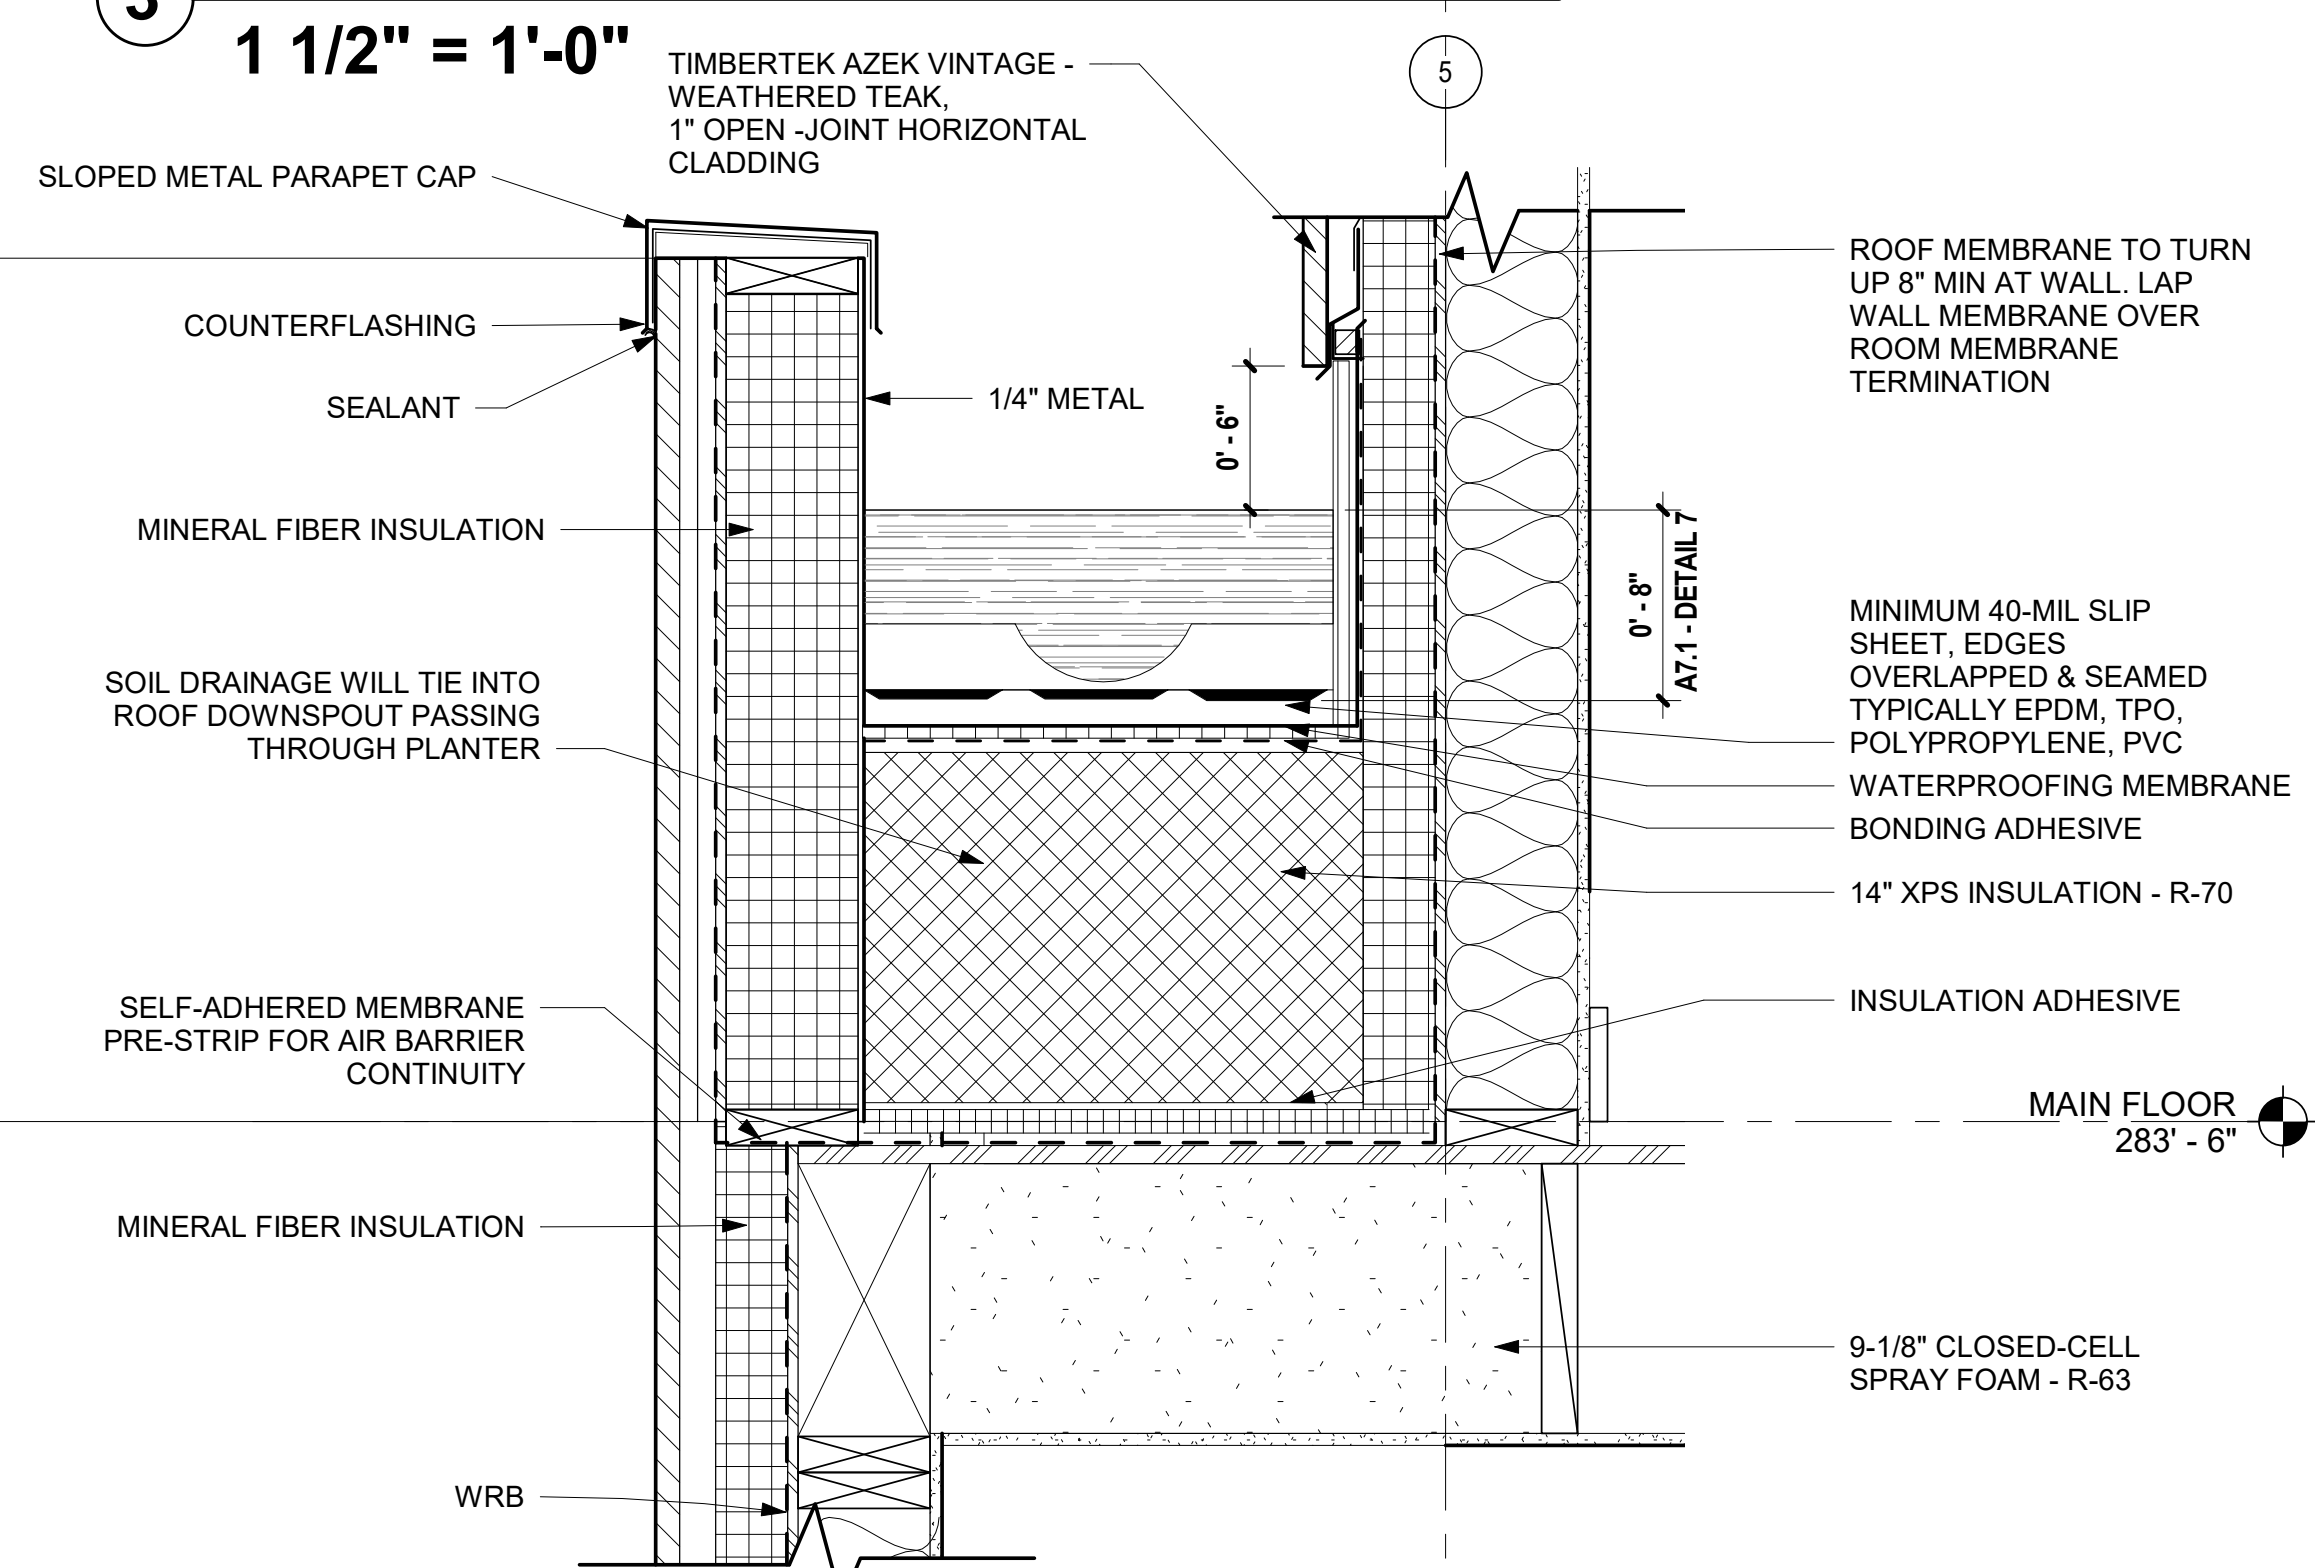 3
1 1/2" = 1'-0"
TIMBERTEK AZEK VINTAGE -
WEATHERED TEAK,
1" OPEN -JOINT HORIZONTAL
CLADDING
5
SLOPED METAL PARAPET CAP
COUNTERFLASHING
SEALANT
1/4" METAL
0' - 6"
MINERAL FIBER INSULATION
SOIL DRAINAGE WILL TIE INTO
ROOF DOWNSPOUT PASSING
THROUGH PLANTER
SELF-ADHERED MEMBRANE
PRE-STRIP FOR AIR BARRIER
CONTINUITY
MINERAL FIBER INSULATION
WRB
ROOF MEMBRANE TO TURN
UP 8" MIN AT WALL. LAP
WALL MEMBRANE OVER
ROOM MEMBRANE
TERMINATION
0' - 8"
A7.1 - DETAIL 7
MINIMUM 40-MIL SLIP
SHEET, EDGES
OVERLAPPED & SEAMED
TYPICALLY EPDM, TPO,
POLYPROPYLENE, PVC
WATERPROOFING MEMBRANE
BONDING ADHESIVE
14" XPS INSULATION - R-70
INSULATION ADHESIVE
MAIN FLOOR
283' - 6"
9-1/8" CLOSED-CELL
SPRAY FOAM - R-63